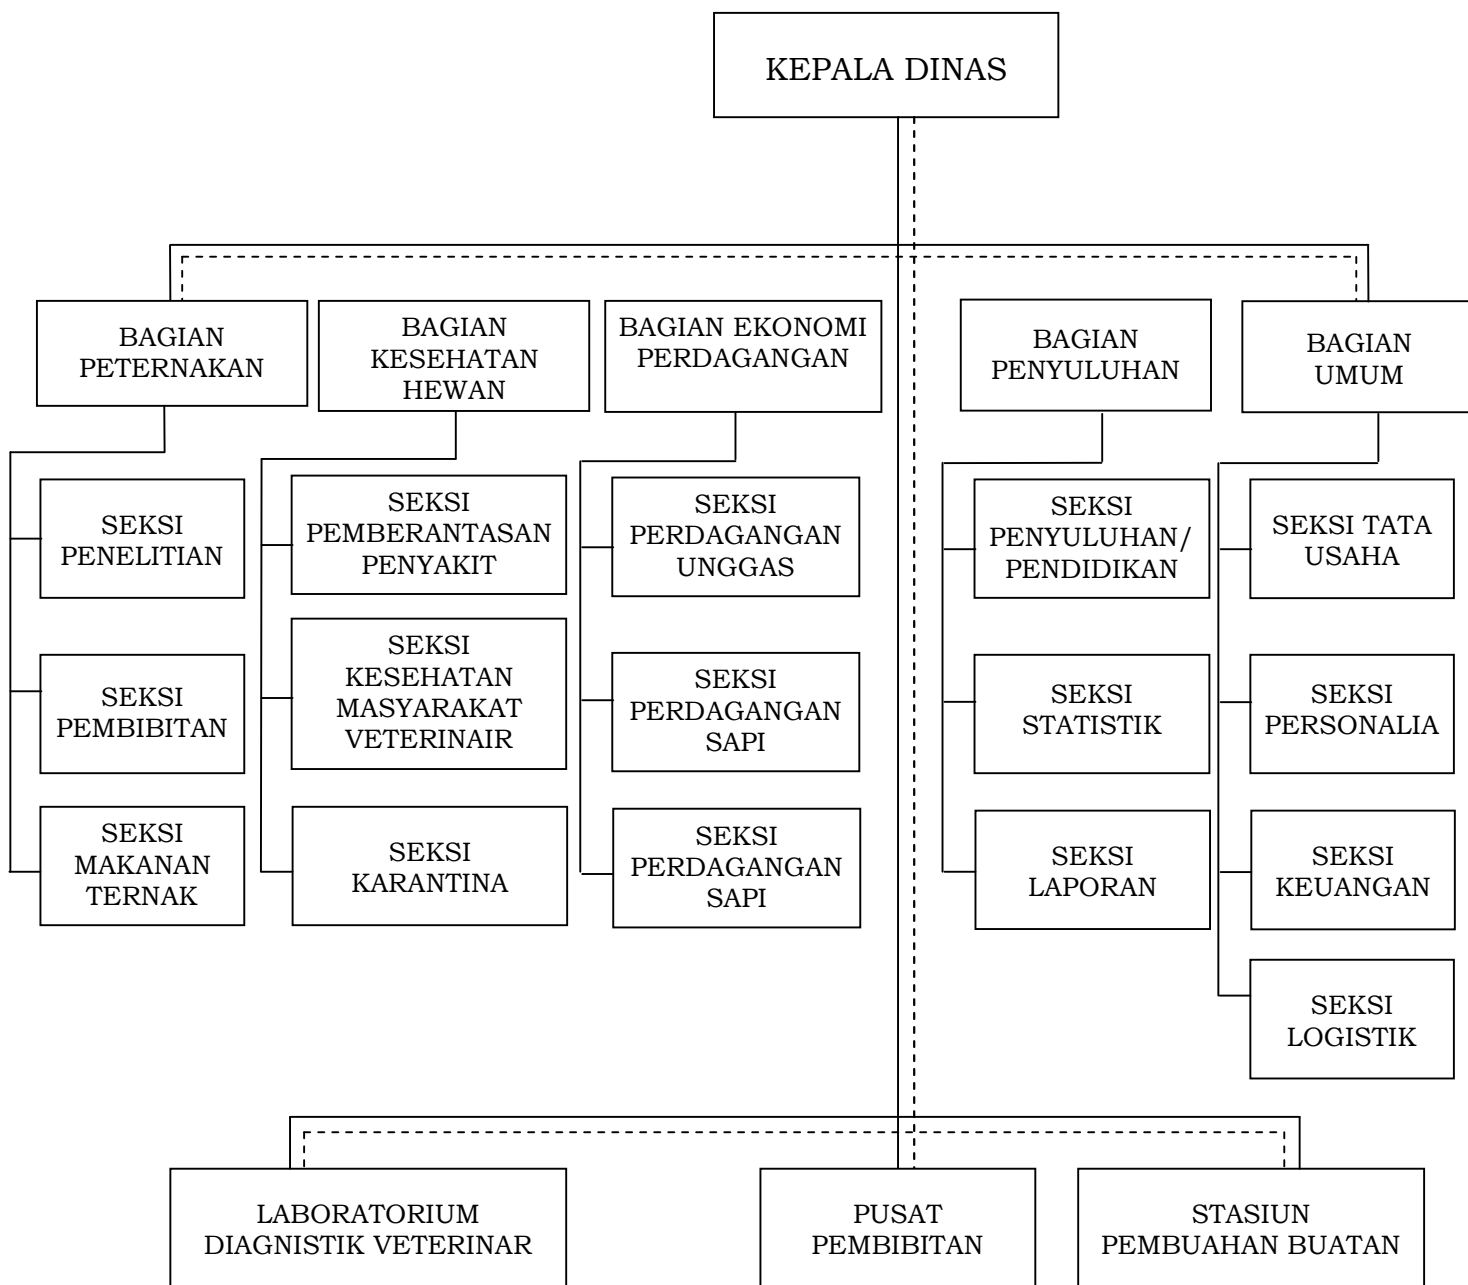 KEPALA DINAS
BAGIAN
PETERNAKAN
BAGIAN
KESEHATAN
HEWAN
BAGIAN EKONOMI
PERDAGANGAN
BAGIAN
PENYULUHAN
BAGIAN
UMUM
SEKSI
PENELITIAN
SEKSI
PEMBERANTASAN
PENYAKIT
SEKSI
PERDAGANGAN
UNGGAS
SEKSI
PENYULUHAN/
PENDIDIKAN
SEKSI TATA
USAHA
SEKSI
PEMBIBITAN
SEKSI
KESEHATAN
MASYARAKAT
VETERINAIR
SEKSI
PERDAGANGAN
SAPI
SEKSI
STATISTIK
SEKSI
PERSONALIA
SEKSI
MAKANAN
TERNAK
SEKSI
KARANTINA
SEKSI
PERDAGANGAN
SAPI
SEKSI
LAPORAN
SEKSI
KEUANGAN
SEKSI
LOGISTIK
LABORATORIUM
DIAGNISTIK VETERINAR
PUSAT
PEMBIBITAN
STASIUN
PEMBUAHAN BUATAN